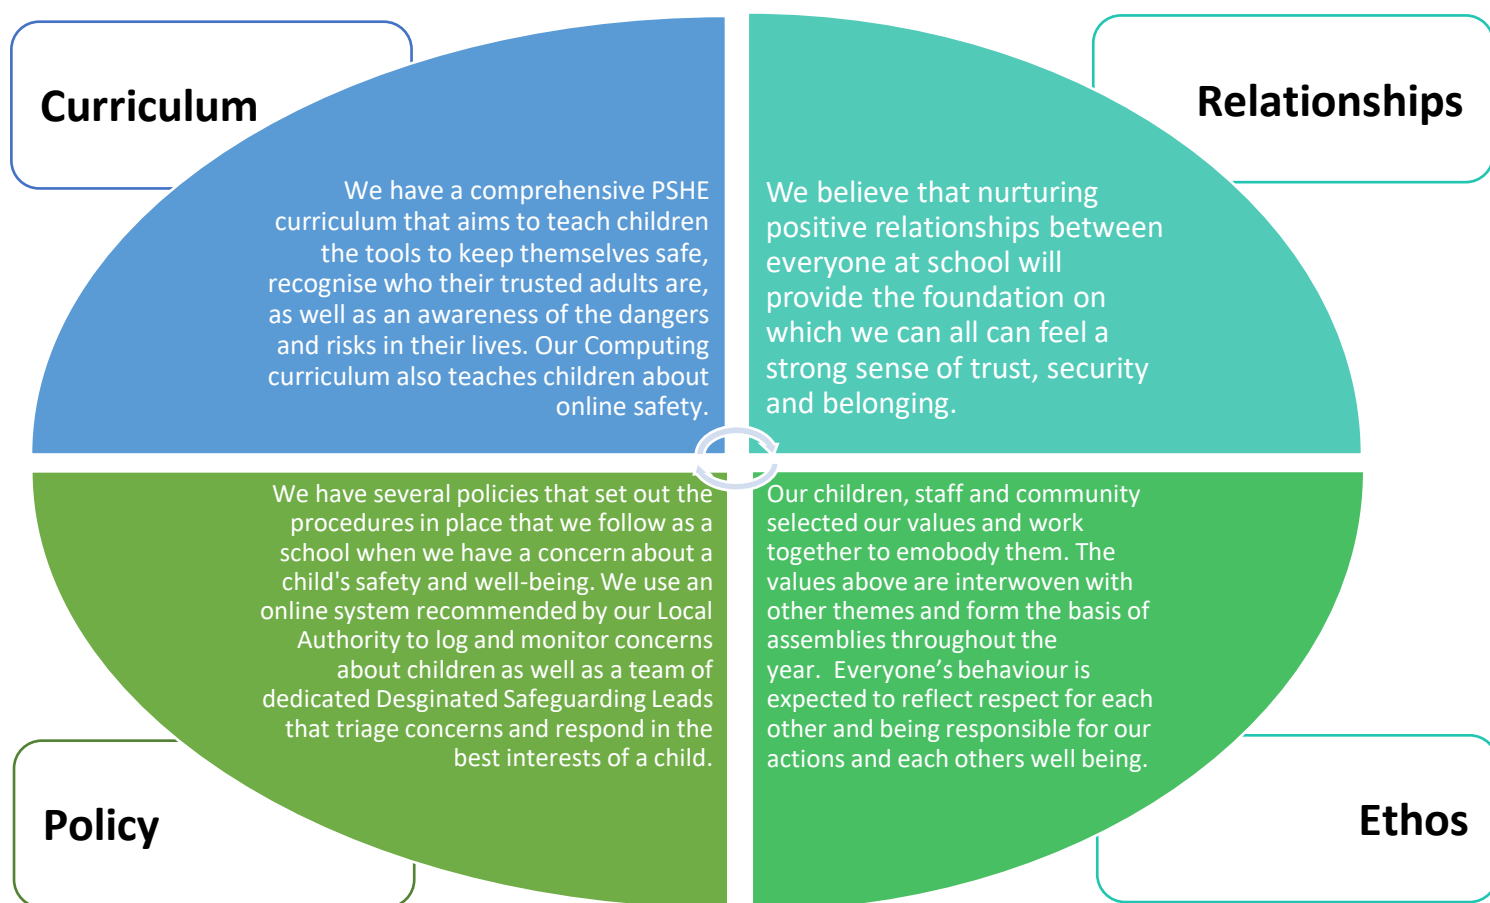 Curriculum
We have a comprehensive PSHE
curriculum that aims to teach children
the tools to keep themselves safe,
recognise who their trusted adults are,
as well as an awareness of the dangers
and risks in their lives. Our Computing
curriculum also teaches children about
online safety.
Relationships
We believe that nurturing
positive relationships between
everyone at school will
provide the foundation on
which we can all can feel a
strong sense of trust, security
and belonging.
We have several policies that set out the
procedures in place that we follow as a
school when we have a concern about a
child's safety and well-being. We use an
online system recommended by our Local
Authority to log and monitor concerns
about children as well as a team of
dedicated Desginated Safeguarding Leads
that triage concerns and respond in the
best interests of a child.
Policy
Our children, staff and community
selected our values and work
together to emobody them. The
values above are interwoven with
other themes and form the basis of
assemblies throughout the
year.  Everyone’s behaviour is
expected to reflect respect for each
other and being responsible for our
actions and each others well being.
Ethos